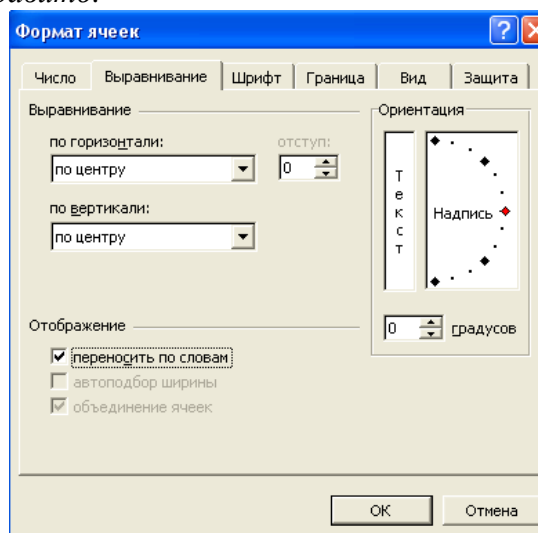 Формат ячеек
Число Выравнивание Шрифт Граница Вид Защита
Выравнивание
по горизонтали: отступ:
по центру 0
по вертикали:
по центру
Ориентация
Текст
Надпись
0 градусов
Отображение
переносить по словам
автоподбор ширины
объединение ячеек
ОК Отмена